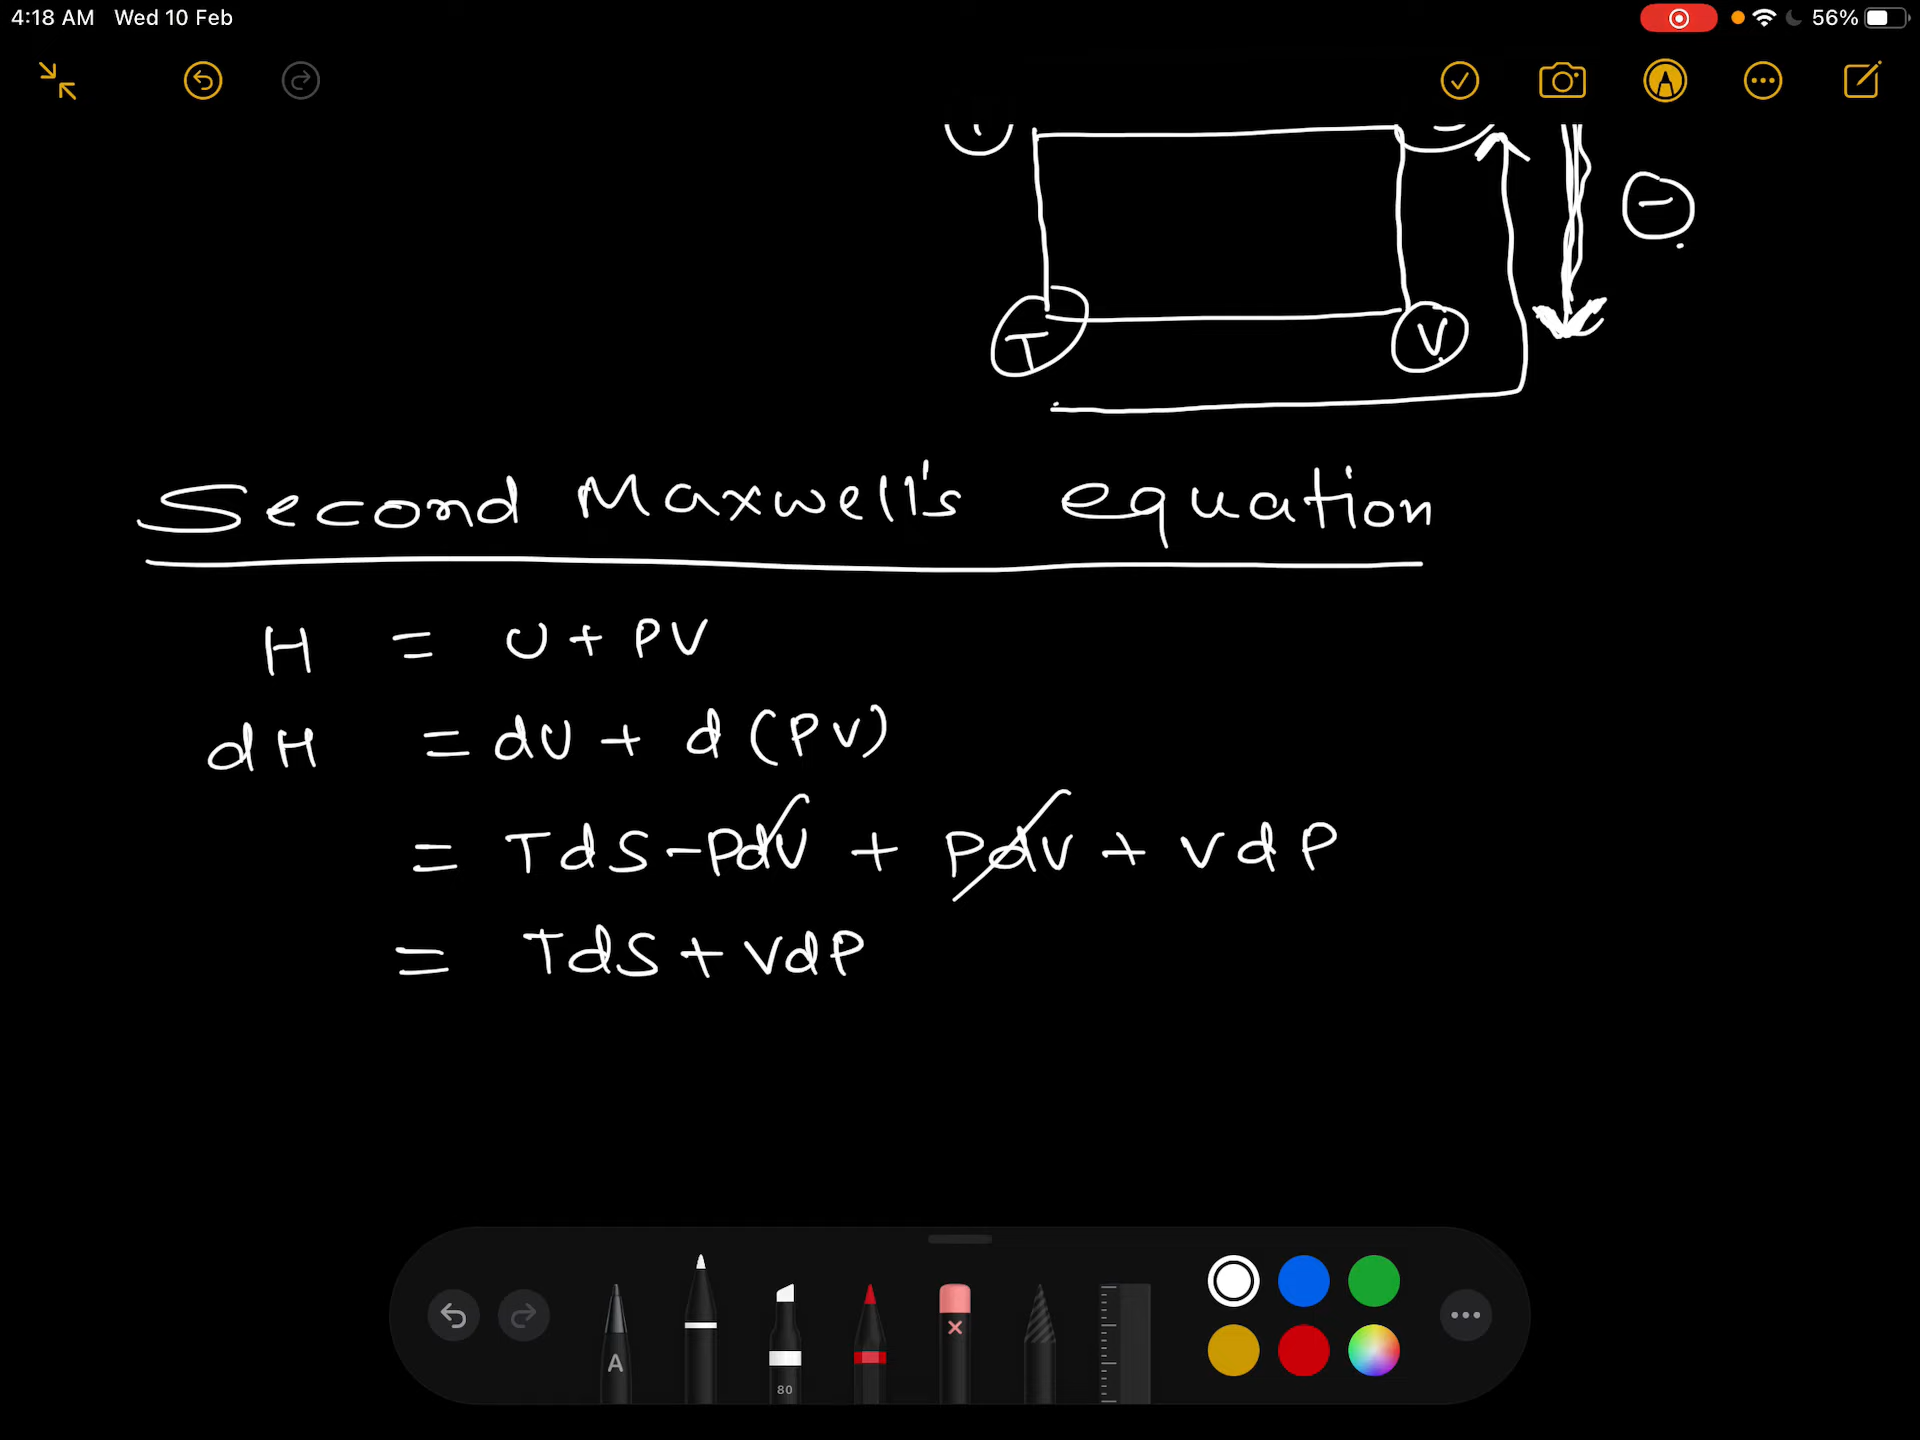 4:18 AM Wed 10 Feb 56%
T V
Second Maxwell's equation
H = U + PV
dH = dU + d(PV)
= TdS - PdV + PdV + VdP
= TdS + VdP
A 80